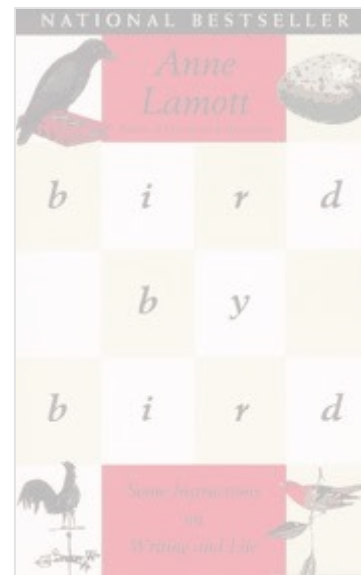 NATIONAL BESTSELLER
Anne
Lamott
b i r d
b y
b i r d
Some Instructions
on
Writing and Life